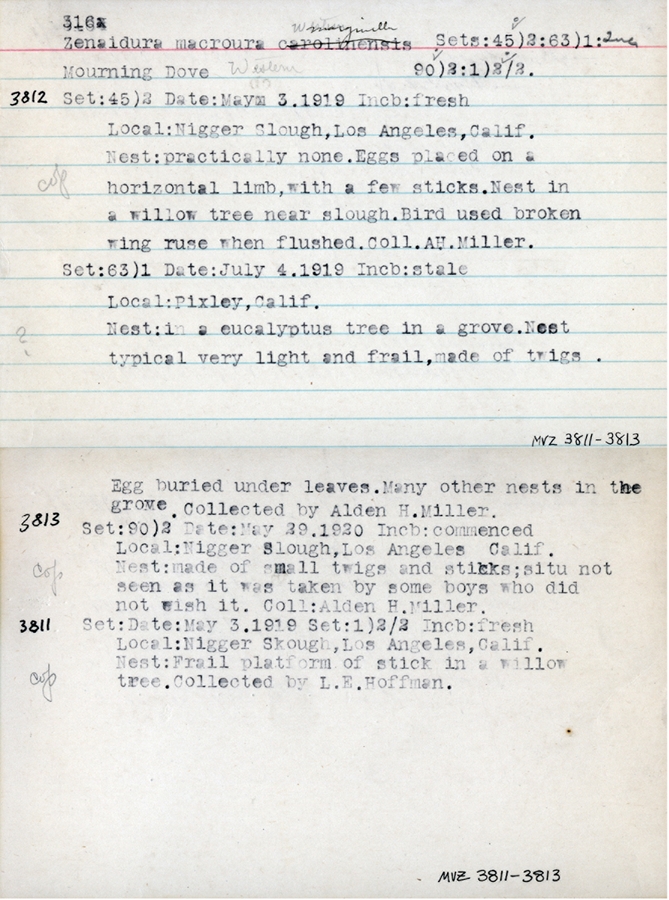 316a
Zenaidura macroura carolinensis Sets:45)2:63)1:
Mourning Dove Western 90)2:1)2/2.
3812 Set:45)2 Date:Maym 3.1919 Incb:fresh
Local:Nigger Slough,Los Angeles,Calif.
Nest:practically none.Eggs placed on a
horizontal limb,with a few sticks.Nest in
a willow tree near slough.Bird used broken
wing ruse when flushed.Coll.AH.Miller.
Set:63)1 Date:July 4.1919 Incb:stale
Local:Pixley,Calif.
? Nest:in a eucalyptus tree in a grove.Nest
typical very light and frail,made of twigs .
MVZ 3811-3813
Egg buried under leaves.Many other nests in the
grove.Collected by Alden H.Miller.
3813 Set:90)2 Date:May 29.1920 Incb:commenced
Local:Nigger Slough,Los Angeles Calif.
Nest:made of small twigs and sticks;situ not
seen as it was taken by some boys who did
not wish it. Coll:Alden H.Miller.
3811 Set:Date:May 3.1919 Set:1)2/2 Incb:fresh
Local:Nigger Skough,Los Angeles,Calif.
Nest:Frail platform of stick in a willow
tree.Collected by L.E.Hoffman.
MVZ 3811-3813